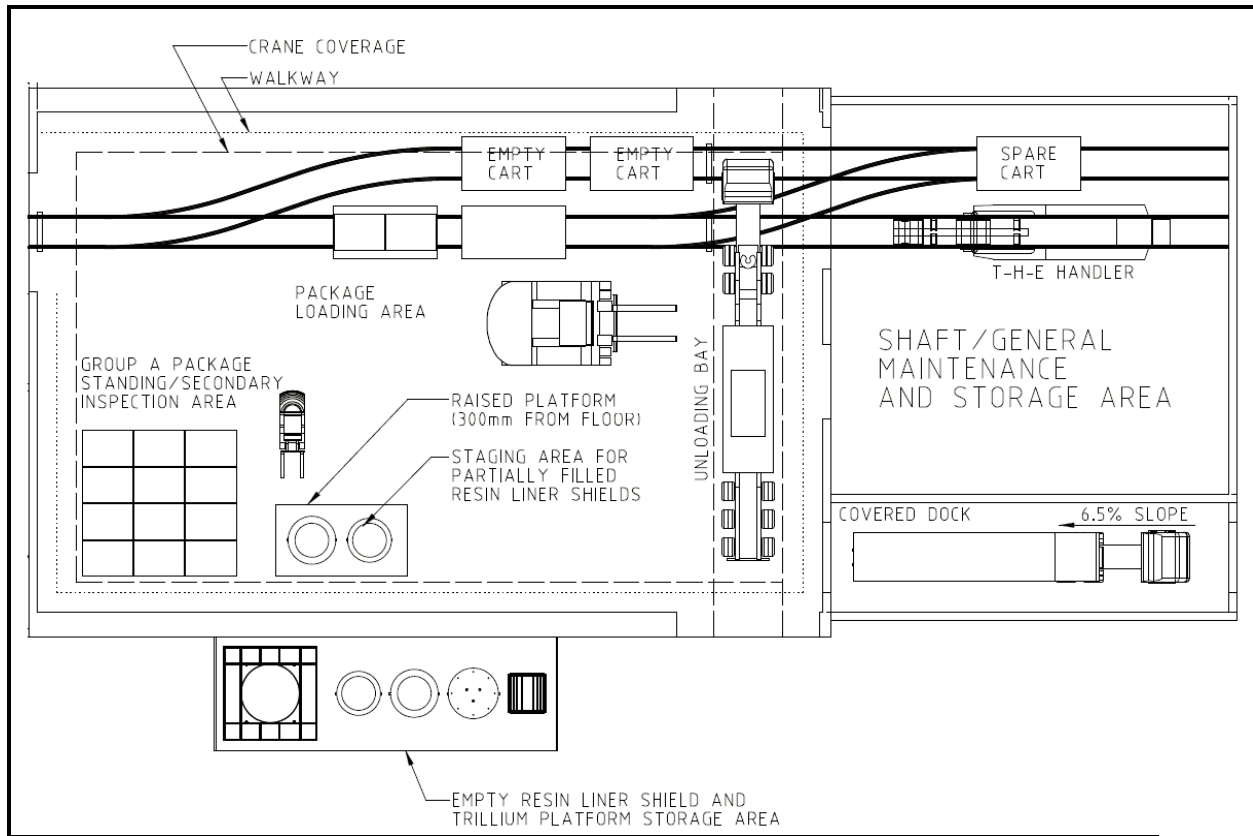 CRANE COVERAGE
WALKWAY
EMPTY
CART
EMPTY
CART
SPARE
CART
T-H-E HANDLER
PACKAGE
LOADING AREA
UNLOADING BAY
SHAFT/GENERAL
MAINTENANCE
AND STORAGE AREA
GROUP A PACKAGE
STANDING/SECONDARY
INSPECTION AREA
RAISED PLATFORM
(300mm FROM FLOOR)
STAGING AREA FOR
PARTIALLY FILLED
RESIN LINER SHIELDS
COVERED DOCK
6.5% SLOPE
EMPTY RESIN LINER SHIELD AND
TRILLIUM PLATFORM STORAGE AREA